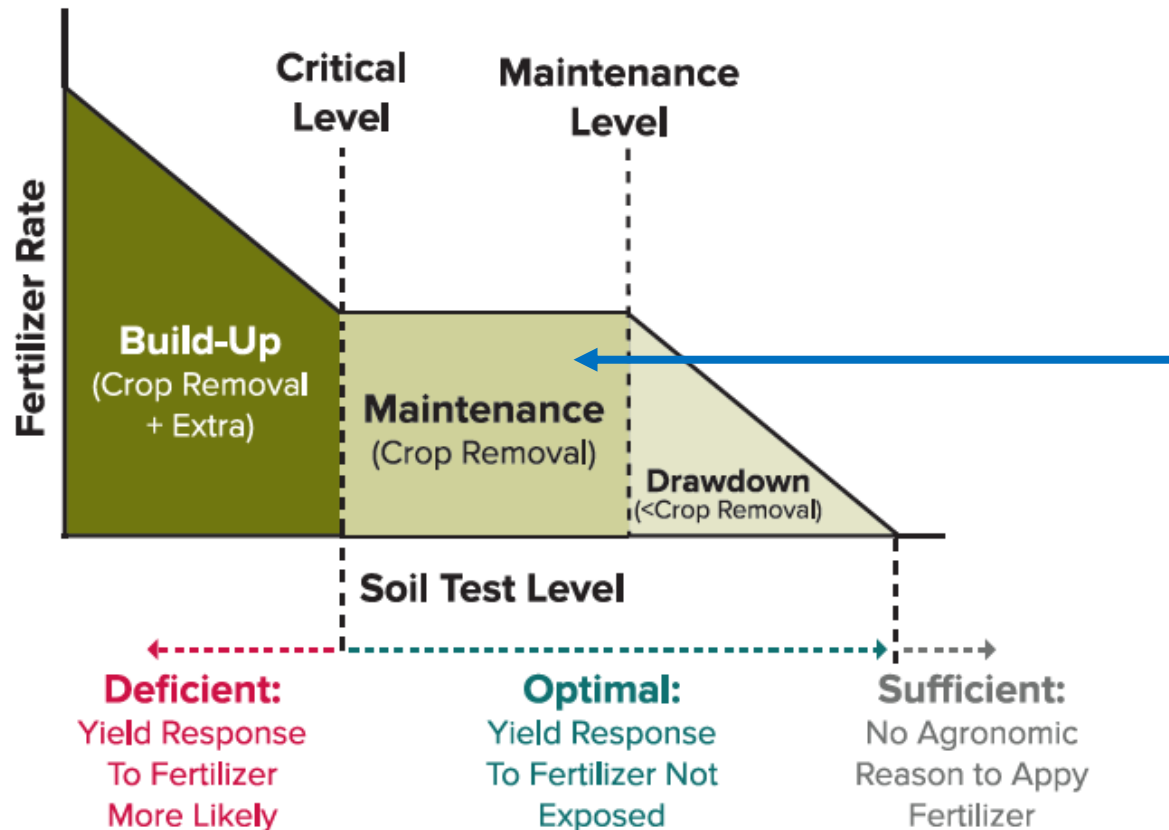 Critical
Level
Maintenance
Level
Fertilizer Rate
Build-Up
(Crop Removal
+ Extra)
Maintenance
(Crop Removal)
Drawdown
(<Crop Removal)
Soil Test Level
Deficient:
Yield Response
To Fertilizer
More Likely
Optimal:
Yield Response
To Fertilizer Not
Exposed
Sufficient:
No Agronomic
Reason to Appy
Fertilizer